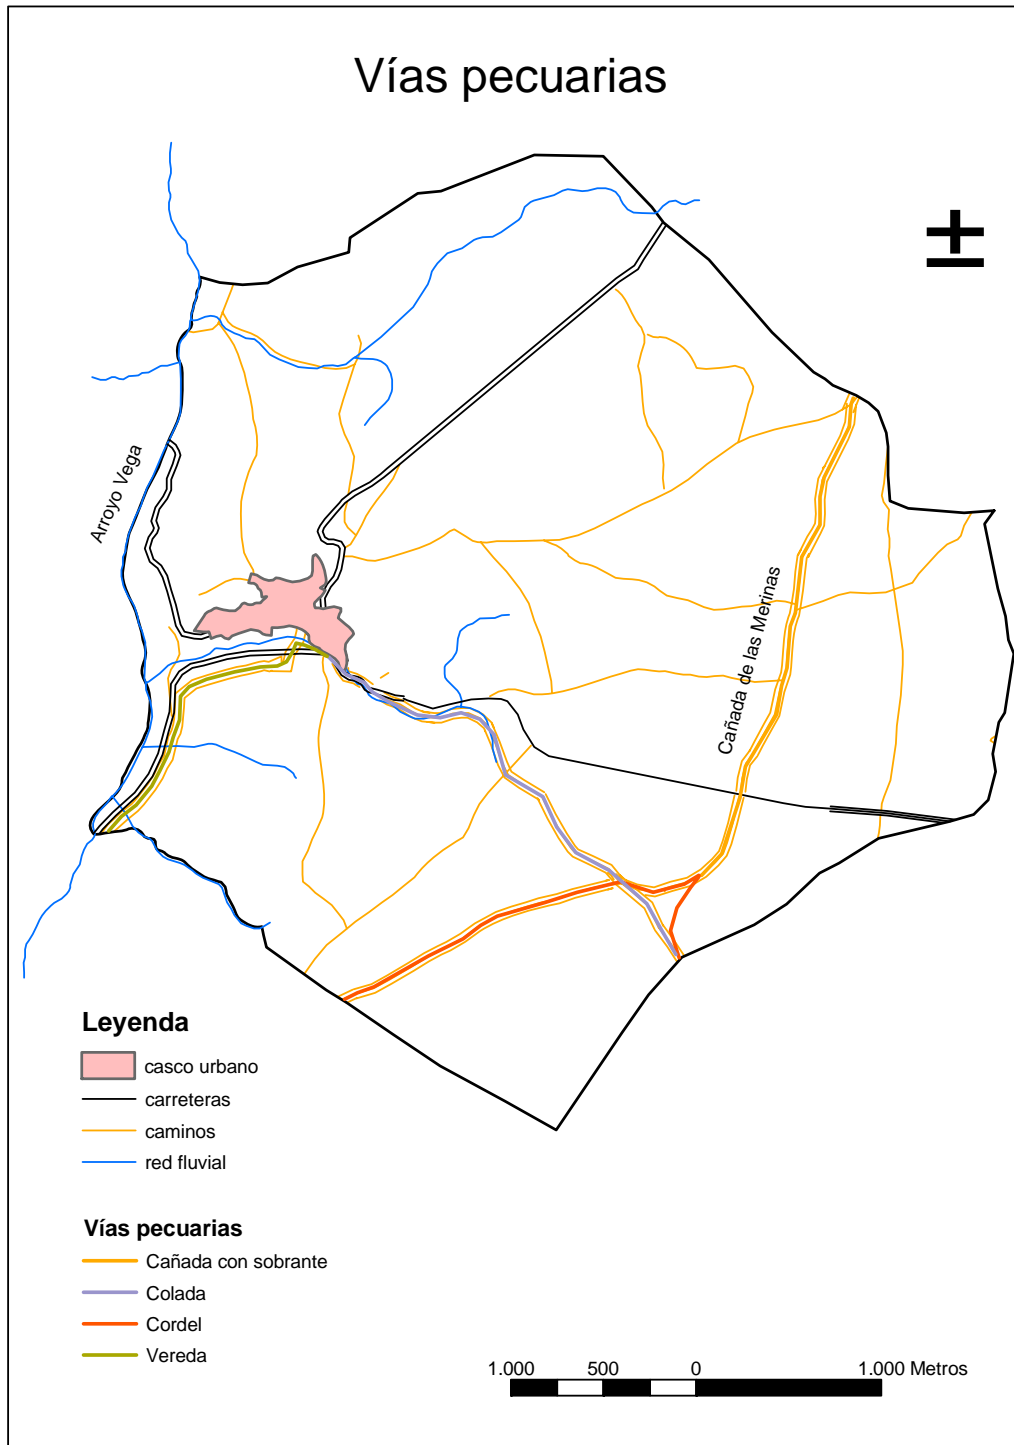 Vías pecuarias
Arroyo Vega
Cañada de las Merinas
Leyenda
casco urbano
carreteras
caminos
red fluvial
Vías pecuarias
Cañada con sobrante
Colada
Cordel
Vereda
1.000 500 0 1.000 Metros